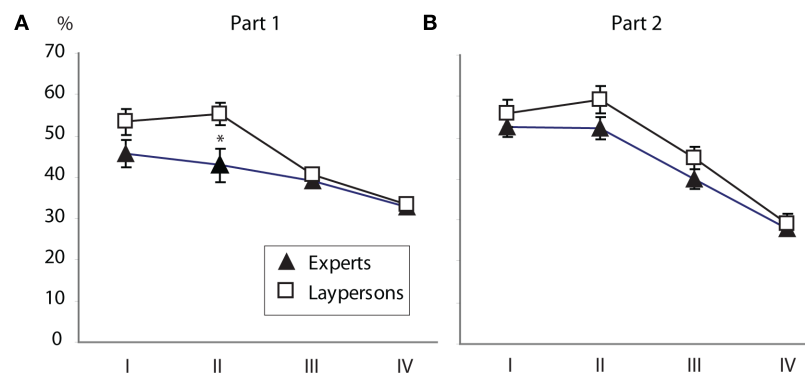 A % Part 1
70
60
50
40
30
20
10
0
*
Experts
Laypersons
I II III IV
B Part 2
I II III IV